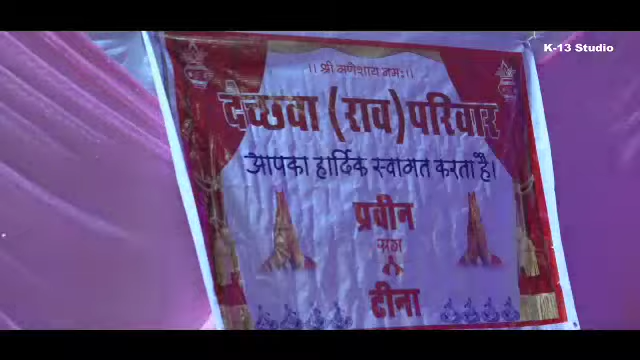 K-13 Studio
।। श्री गणेशाय नमः।।
देच्छवा (राव) परिवार
आपका हार्दिक स्वागत करता है।
प्रवीन
संग
टीना